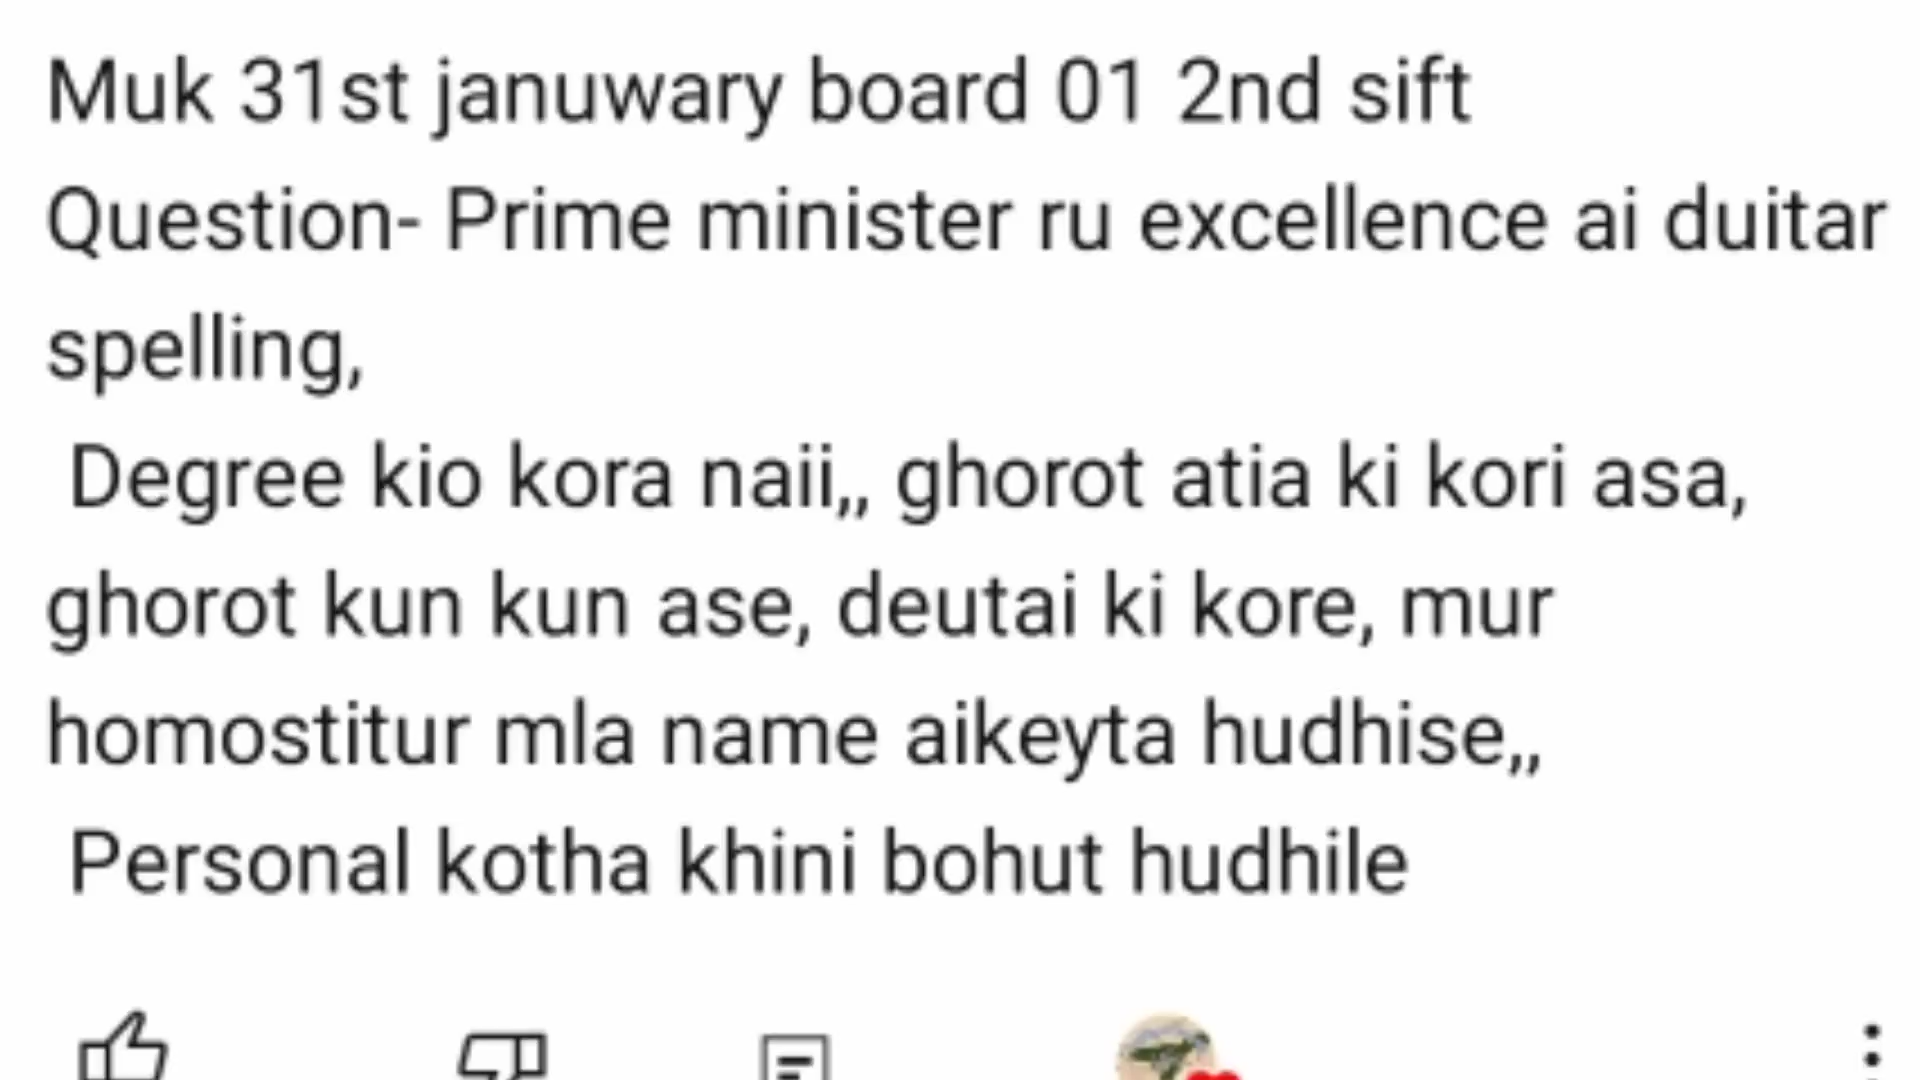 Muk 31st januwary board 01 2nd sift
Question- Prime minister ru excellence ai duitar
spelling,
Degree kio kora naii,, ghorot atia ki kori asa,
ghorot kun kun ase, deutai ki kore, mur
homostitur mla name aikeyta hudhise,,
Personal kotha khini bohut hudhile